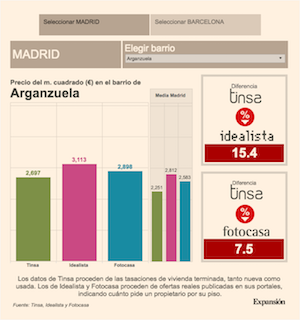 Seleccionar MADRID
Seleccionar BARCELONA
MADRID
Elegir barrio
Arganzuela
Precio del m. cuadrado (€) en el barrio de
Arganzuela
Media Madrid
2,697
3,113
2,898
2,251
2,812
2,583
Tinsa
Idealista
Fotocasa
Diferencia
tinsa
%
idealista
15.4
Diferencia
tinsa
%
fotocasa
7.5
Los datos de Tinsa proceden de las tasaciones de vivienda terminada, tanto nueva como
usada. Los de Idealista y Fotocasa proceden de ofertas reales publicadas en sus portales,
indicando cuánto pide un propietario por su piso.
Fuente: Tinsa, Idealista y Fotocasa
Expansión